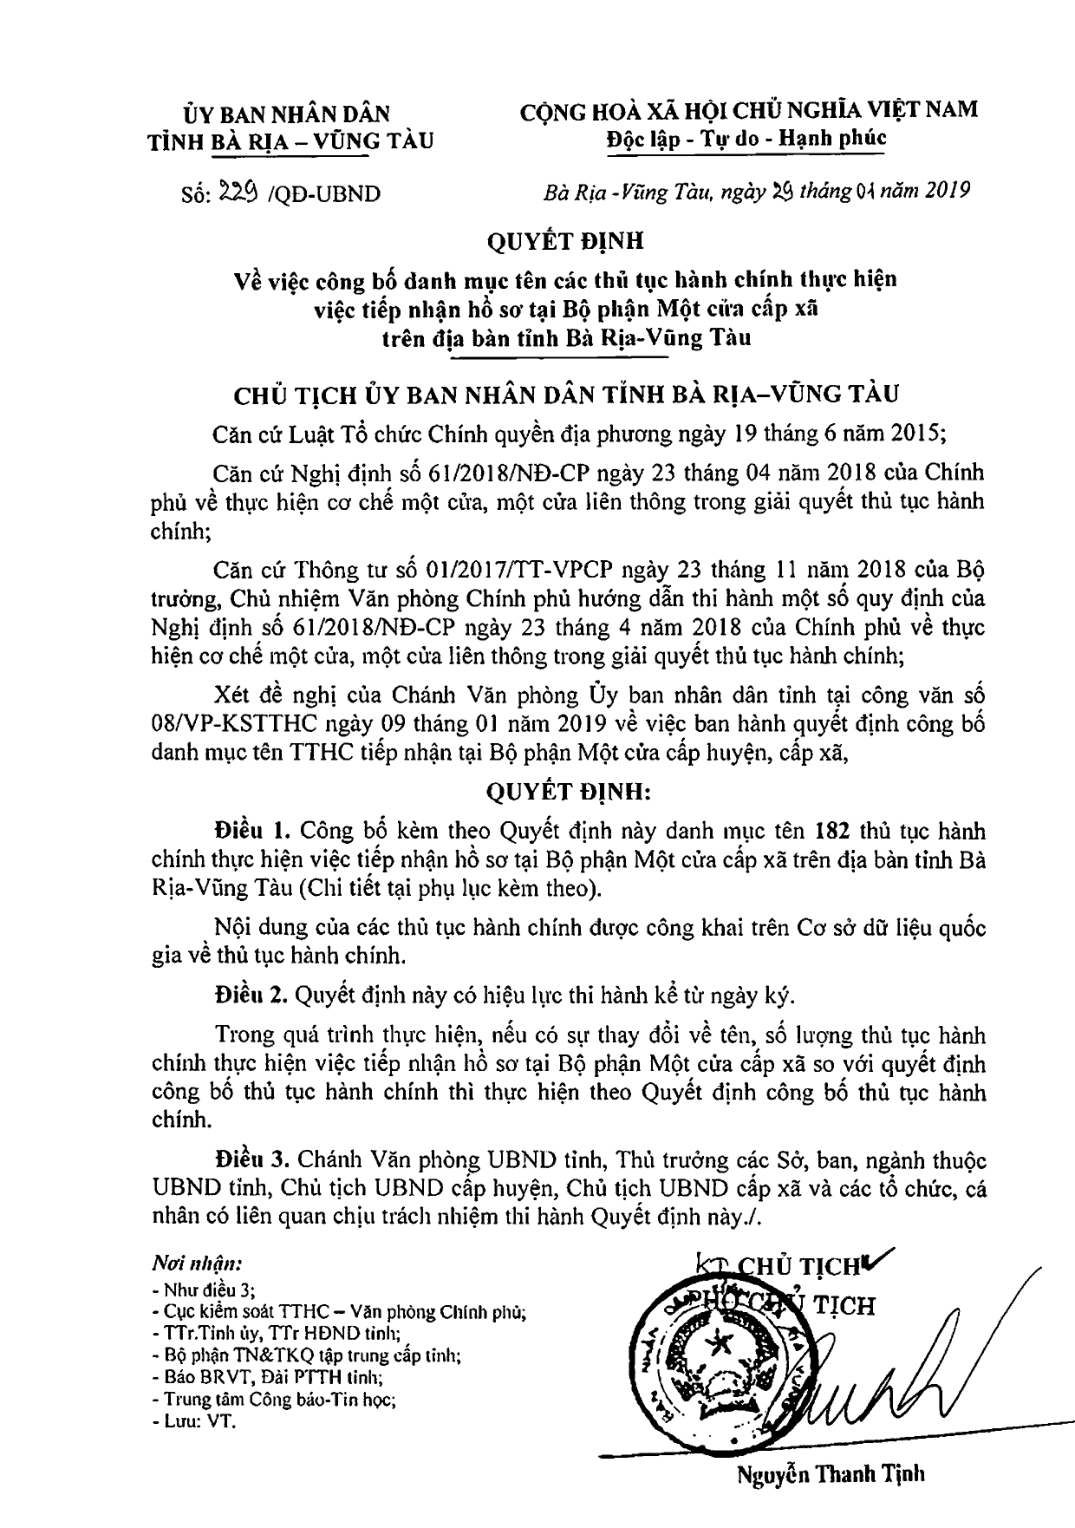 ỦY BAN NHÂN DÂN
TỈNH BÀ RỊA – VŨNG TÀU
CỘNG HOÀ XÃ HỘI CHỦ NGHĨA VIỆT NAM
Độc lập - Tự do - Hạnh phúc
Số: 229 /QĐ-UBND
Bà Rịa -Vũng Tàu, ngày 29 tháng 01 năm 2019
QUYẾT ĐỊNH
Về việc công bố danh mục tên các thủ tục hành chính thực hiện
việc tiếp nhận hồ sơ tại Bộ phận Một cửa cấp xã
trên địa bàn tỉnh Bà Rịa-Vũng Tàu
CHỦ TỊCH ỦY BAN NHÂN DÂN TỈNH BÀ RỊA–VŨNG TÀU
Căn cứ Luật Tổ chức Chính quyền địa phương ngày 19 tháng 6 năm 2015;
Căn cứ Nghị định số 61/2018/NĐ-CP ngày 23 tháng 04 năm 2018 của Chính
phủ về thực hiện cơ chế một cửa, một cửa liên thông trong giải quyết thủ tục hành
chính;
Căn cứ Thông tư số 01/2017/TT-VPCP ngày 23 tháng 11 năm 2018 của Bộ
trưởng, Chủ nhiệm Văn phòng Chính phủ hướng dẫn thi hành một số quy định của
Nghị định số 61/2018/NĐ-CP ngày 23 tháng 4 năm 2018 của Chính phủ về thực
hiện cơ chế một cửa, một cửa liên thông trong giải quyết thủ tục hành chính;
Xét đề nghị của Chánh Văn phòng Ủy ban nhân dân tỉnh tại công văn số
08/VP-KSTTHC ngày 09 tháng 01 năm 2019 về việc ban hành quyết định công bố
danh mục tên TTHC tiếp nhận tại Bộ phận Một cửa cấp huyện, cấp xã,
QUYẾT ĐỊNH:
Điều 1. Công bố kèm theo Quyết định này danh mục tên 182 thủ tục hành
chính thực hiện việc tiếp nhận hồ sơ tại Bộ phận Một cửa cấp xã trên địa bàn tỉnh Bà
Rịa-Vũng Tàu (Chi tiết tại phụ lục kèm theo).
Nội dung của các thủ tục hành chính được công khai trên Cơ sở dữ liệu quốc
gia về thủ tục hành chính.
Điều 2. Quyết định này có hiệu lực thi hành kể từ ngày ký.
Trong quá trình thực hiện, nếu có sự thay đổi về tên, số lượng thủ tục hành
chính thực hiện việc tiếp nhận hồ sơ tại Bộ phận Một cửa cấp xã so với quyết định
công bố thủ tục hành chính thì thực hiện theo Quyết định công bố thủ tục hành
chính.
Điều 3. Chánh Văn phòng UBND tỉnh, Thủ trưởng các Sở, ban, ngành thuộc
UBND tỉnh, Chủ tịch UBND cấp huyện, Chủ tịch UBND cấp xã và các tổ chức, cá
nhân có liên quan chịu trách nhiệm thi hành Quyết định này./.
Nơi nhận:
- Như điều 3;
- Cục kiểm soát TTHC – Văn phòng Chính phủ;
- TTr.Tỉnh ủy, TTr HĐND tỉnh;
- Bộ phận TN&TKQ tập trung cấp tỉnh;
- Báo BRVT, Đài PTTH tỉnh;
- Trung tâm Công báo-Tin học;
- Lưu: VT.
KT CHỦ TỊCH
PHÓ CHỦ TỊCH
Nguyễn Thanh Tịnh